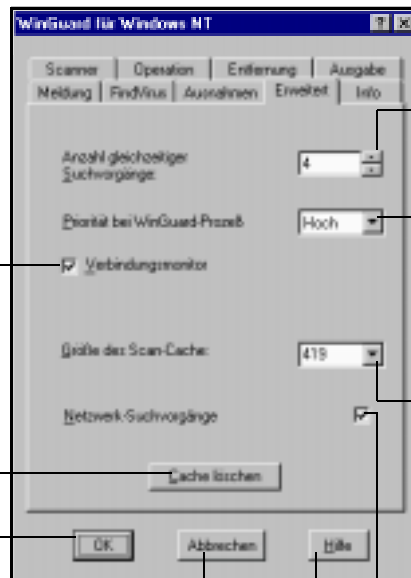 WinGuard für Windows NT
Scanner Operation Entfernung Ausgabe
Meldung FindVirus Ausnahmen Erweitert Info
Anzahl gleichzeitiger
Suchvorgänge:
4
Priorität bei WinGuard-Prozeß
Hoch
Verbindungsmonitor
Größe des Scan-Cache:
419
Netzwerk-Suchvorgänge
Cache löschen
OK Abbrechen Hilfe